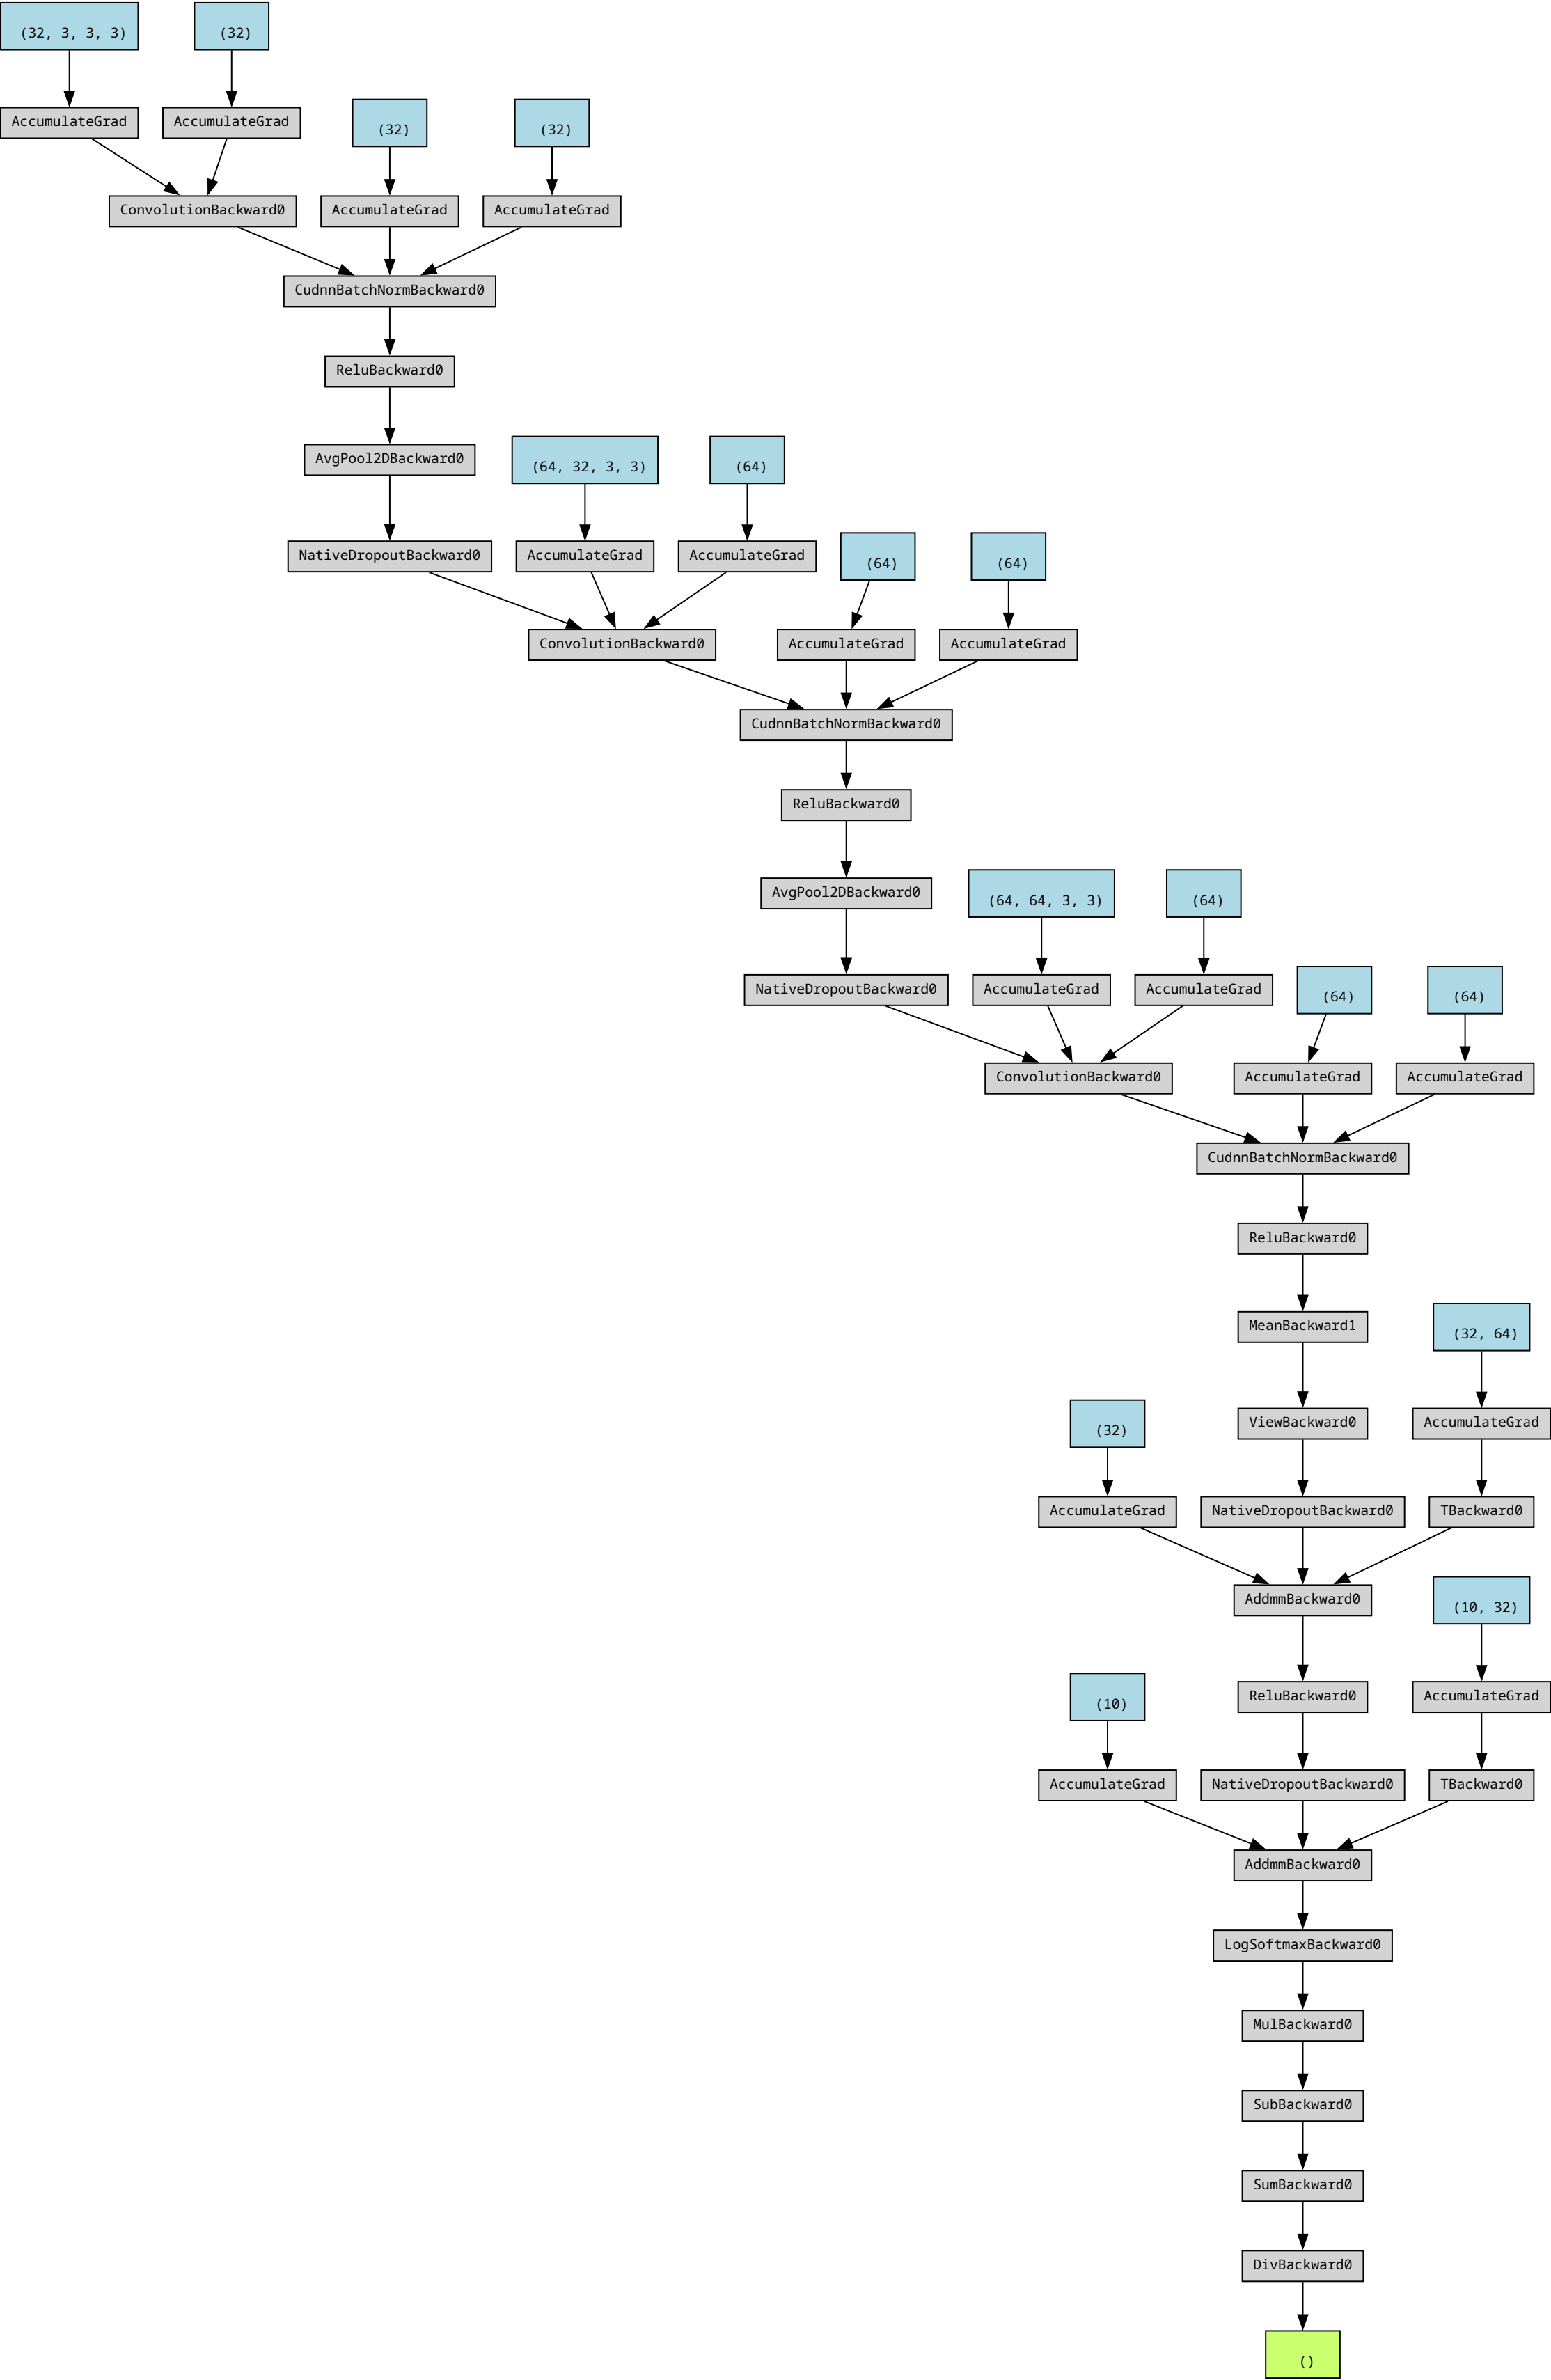 (32, 3, 3, 3)
(32)
AccumulateGrad
AccumulateGrad
(32)
(32)
ConvolutionBackward0
AccumulateGrad
AccumulateGrad
CudnnBatchNormBackward0
ReluBackward0
AvgPool2DBackward0
(64, 32, 3, 3)
(64)
NativeDropoutBackward0
AccumulateGrad
AccumulateGrad
(64)
(64)
ConvolutionBackward0
AccumulateGrad
AccumulateGrad
CudnnBatchNormBackward0
ReluBackward0
AvgPool2DBackward0
(64, 64, 3, 3)
(64)
NativeDropoutBackward0
AccumulateGrad
AccumulateGrad
(64)
(64)
ConvolutionBackward0
AccumulateGrad
AccumulateGrad
CudnnBatchNormBackward0
ReluBackward0
MeanBackward1
(32, 64)
(32)
ViewBackward0
AccumulateGrad
AccumulateGrad
NativeDropoutBackward0
TBackward0
AddmmBackward0
(10, 32)
(10)
ReluBackward0
AccumulateGrad
AccumulateGrad
NativeDropoutBackward0
TBackward0
AddmmBackward0
LogSoftmaxBackward0
MulBackward0
SubBackward0
SumBackward0
DivBackward0
()